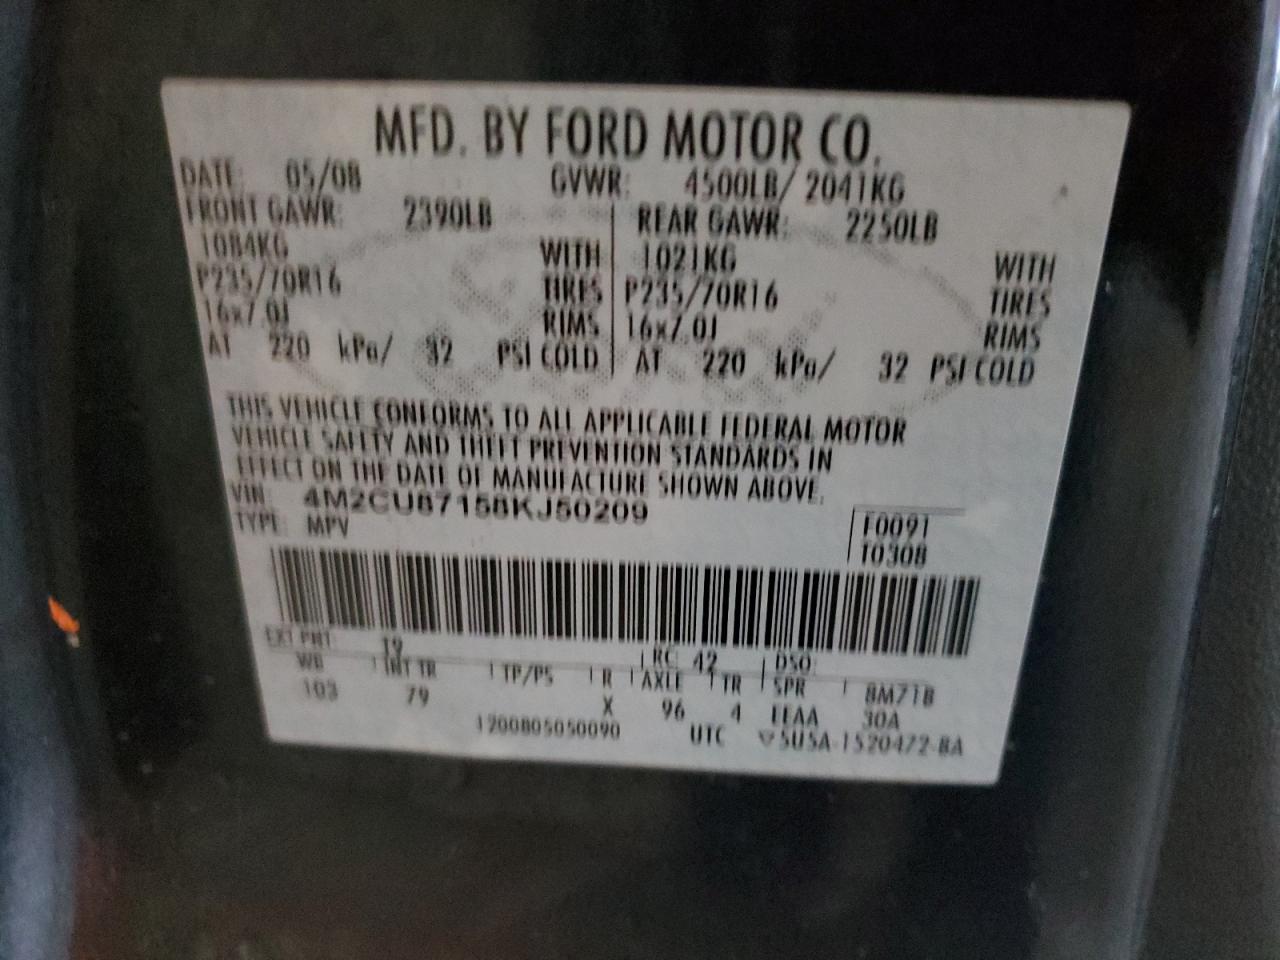 MFD. BY FORD MOTOR CO.
DATE: 05/08 GVWR: 4500LB/ 2041KG
FRONT GAWR: 2390LB REAR GAWR: 2250LB
1084KG WITH 1021KG WITH
P235/70R16 TIRES P235/70R16 TIRES
16x7.0J RIMS 16x7.0J RIMS
AT 220 kPa/ 32 PSI COLD AT 220 kPa/ 32 PSI COLD
THIS VEHICLE CONFORMS TO ALL APPLICABLE FEDERAL MOTOR
VEHICLE SAFETY AND THEFT PREVENTION STANDARDS IN
EFFECT ON THE DATE OF MANUFACTURE SHOWN ABOVE.
VIN: 4M2CU87158KJ50209
TYPE: MPV F0091
T0308
EXT PNT: T9 RC: 42 DSO:
WB INT TR TP/PS R AXLE TR SPR 8M71B
103 79 X 96 4 EEAA 30A
1200805050090 UTC ▽5U5A-1520472-BA